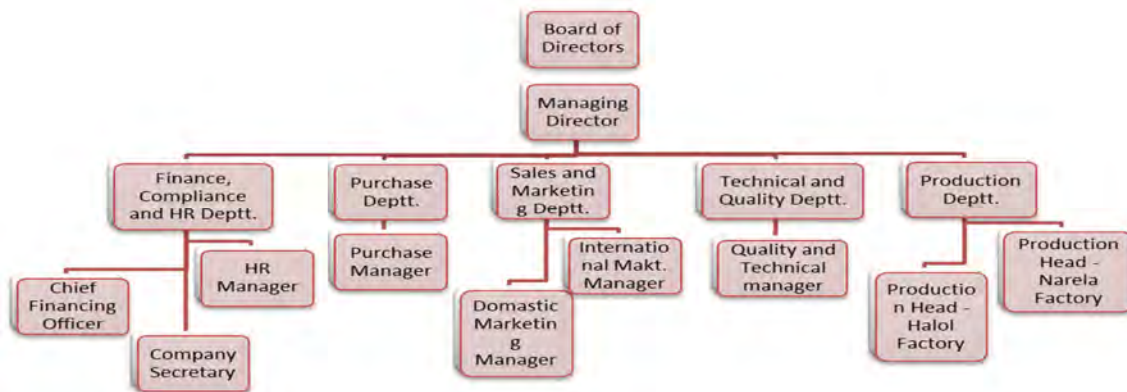 Board of
Directors
Managing
Director
Finance,
Compliance
and HR Deptt.
Purchase
Deptt.
Sales and
Marketin
g Deptt.
Technical and
Quality Deptt.
Production
Deptt.
HR
Manager
Purchase
Manager
Internatio
nal Makt.
Manager
Quality and
Technical
manager
Production
Head -
Narela
Factory
Chief
Financing
Officer
Company
Secretary
Domastic
Marketin
g
Manager
Productio
n Head -
Halol
Factory